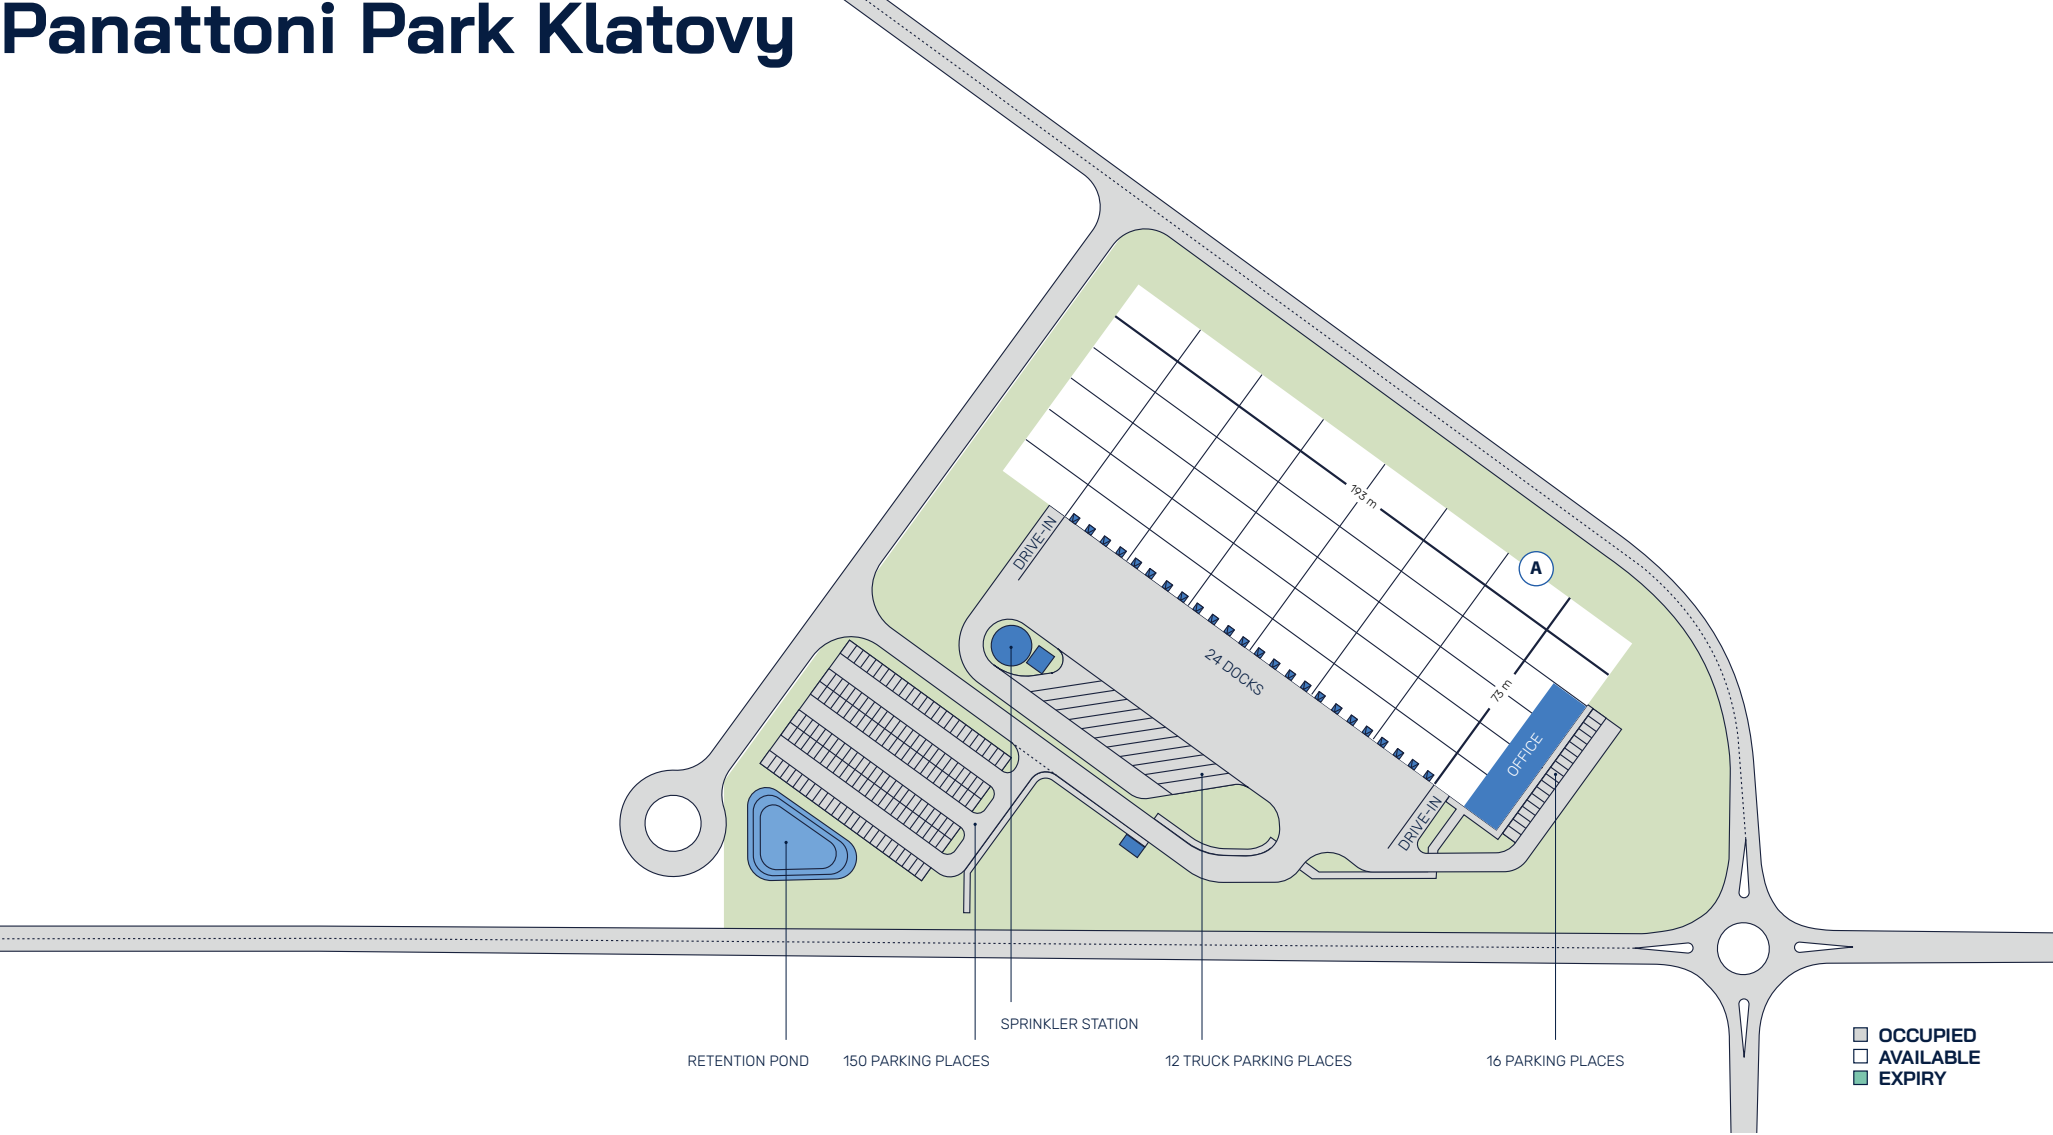 Panattoni Park Klatovy
193 m
DRIVE-IN
A
24 DOCKS
73 m
OFFICE
DRIVE-IN
SPRINKLER STATION
RETENTION POND
150 PARKING PLACES
12 TRUCK PARKING PLACES
16 PARKING PLACES
OCCUPIED
AVAILABLE
EXPIRY